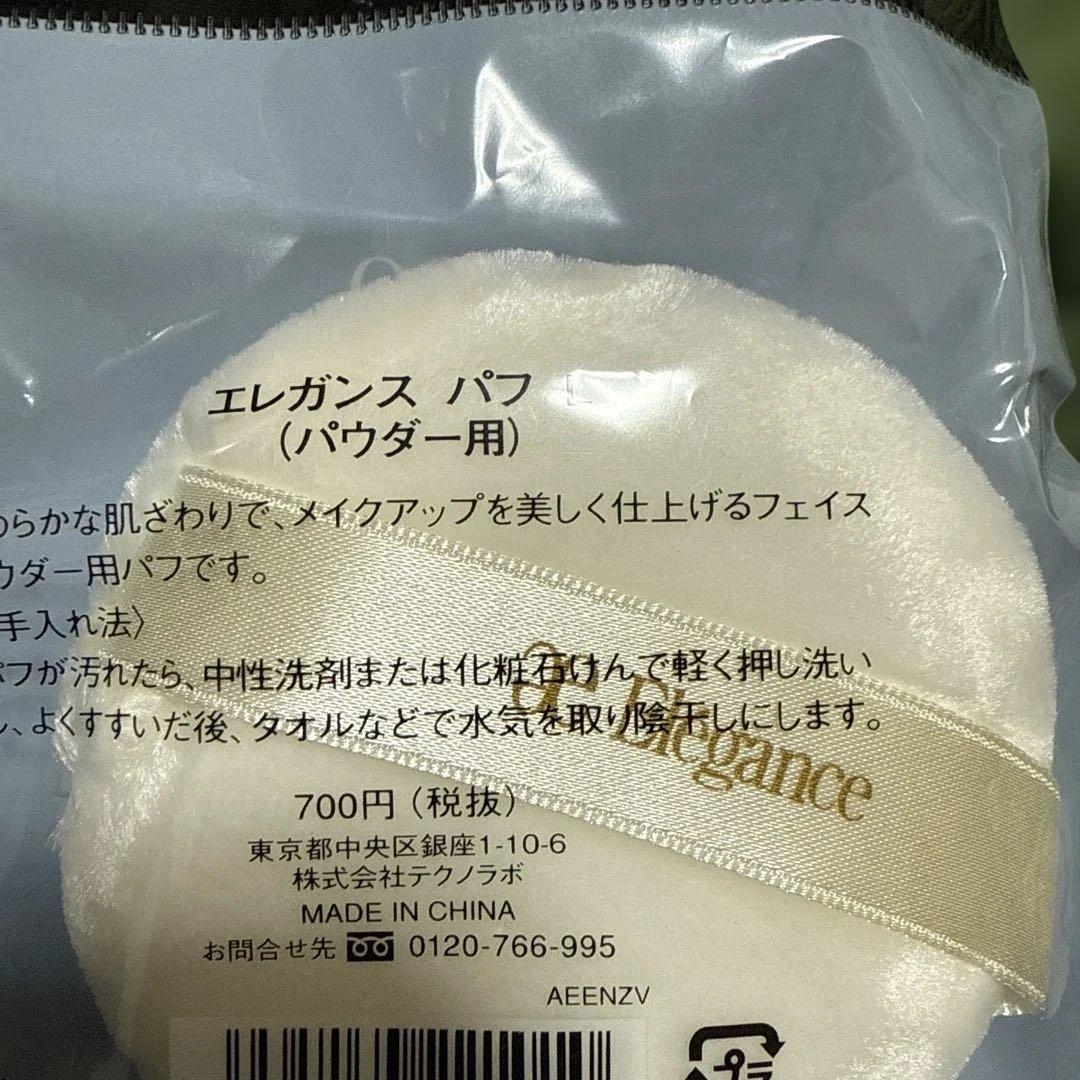 エレガンス パフ
(パウダー用)
らかな肌ざわりで、メイクアップを美しく仕上げるフェイス
ウダー用パフです。
手入れ法〉
パフが汚れたら、中性洗剤または化粧石けんで軽く押し洗い
し、よくすすいだ後、タオルなどで水気を取り陰干しにします。
Elégance
700円（税抜）
東京都中央区銀座1-10-6
株式会社テクノラボ
MADE IN CHINA
お問合せ先 0120-766-995
AEENZV
プラ